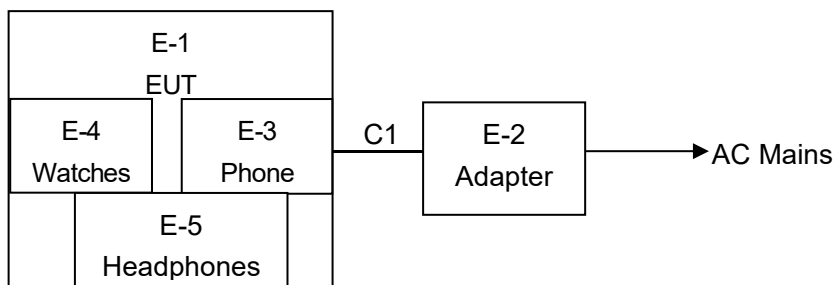 E-1
EUT
E-4
Watches
E-3
Phone
E-5
Headphones
C1
E-2
Adapter
AC Mains